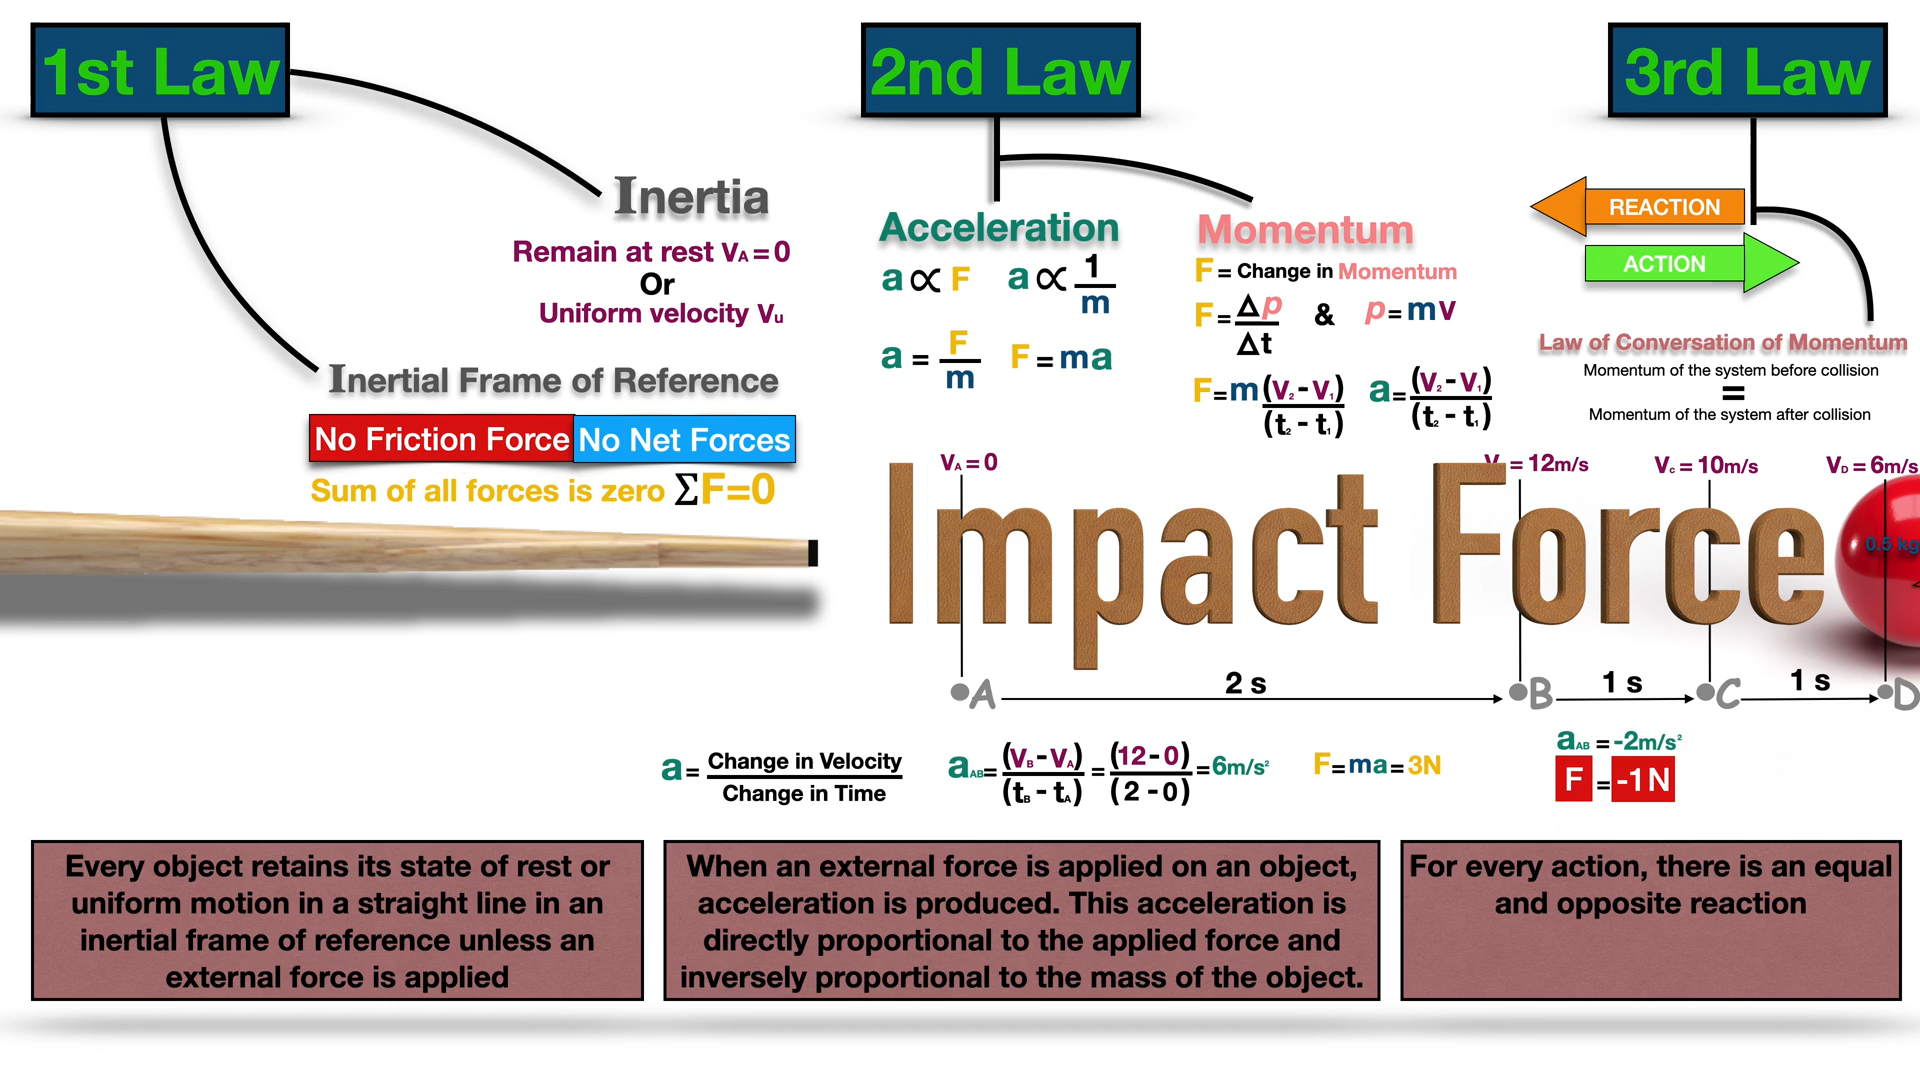 1st Law
2nd Law
3rd Law
Inertia
Remain at rest VA = 0
Or
Uniform velocity Vu
Inertial Frame of Reference
No Friction Force No Net Forces
Sum of all forces is zero ΣF=0
Acceleration
a ∝ F a ∝ 1/m
a = F/m F = ma
Momentum
F = Change in Momentum
F = Δp/Δt & p = mv
F=m(V₂ - V₁)/(t₂ - t₁) a=(V₂ - V₁)/(t₂ - t₁)
REACTION
ACTION
Law of Conversation of Momentum
Momentum of the system before collision
=
Momentum of the system after collision
VA = 0 V = 12m/s Vc = 10m/s VD = 6m/s
Impact Force
0.5 kg
2 s 1 s 1 s
A B C D
a = Change in Velocity/Change in Time
aAB = (VB - VA)/(tB - tA) = (12 - 0)/(2 - 0) = 6m/s²
F = ma = 3N
aAB = -2m/s²
F = -1N
Every object retains its state of rest or
uniform motion in a straight line in an
inertial frame of reference unless an
external force is applied
When an external force is applied on an object,
acceleration is produced. This acceleration is
directly proportional to the applied force and
inversely proportional to the mass of the object.
For every action, there is an equal
and opposite reaction